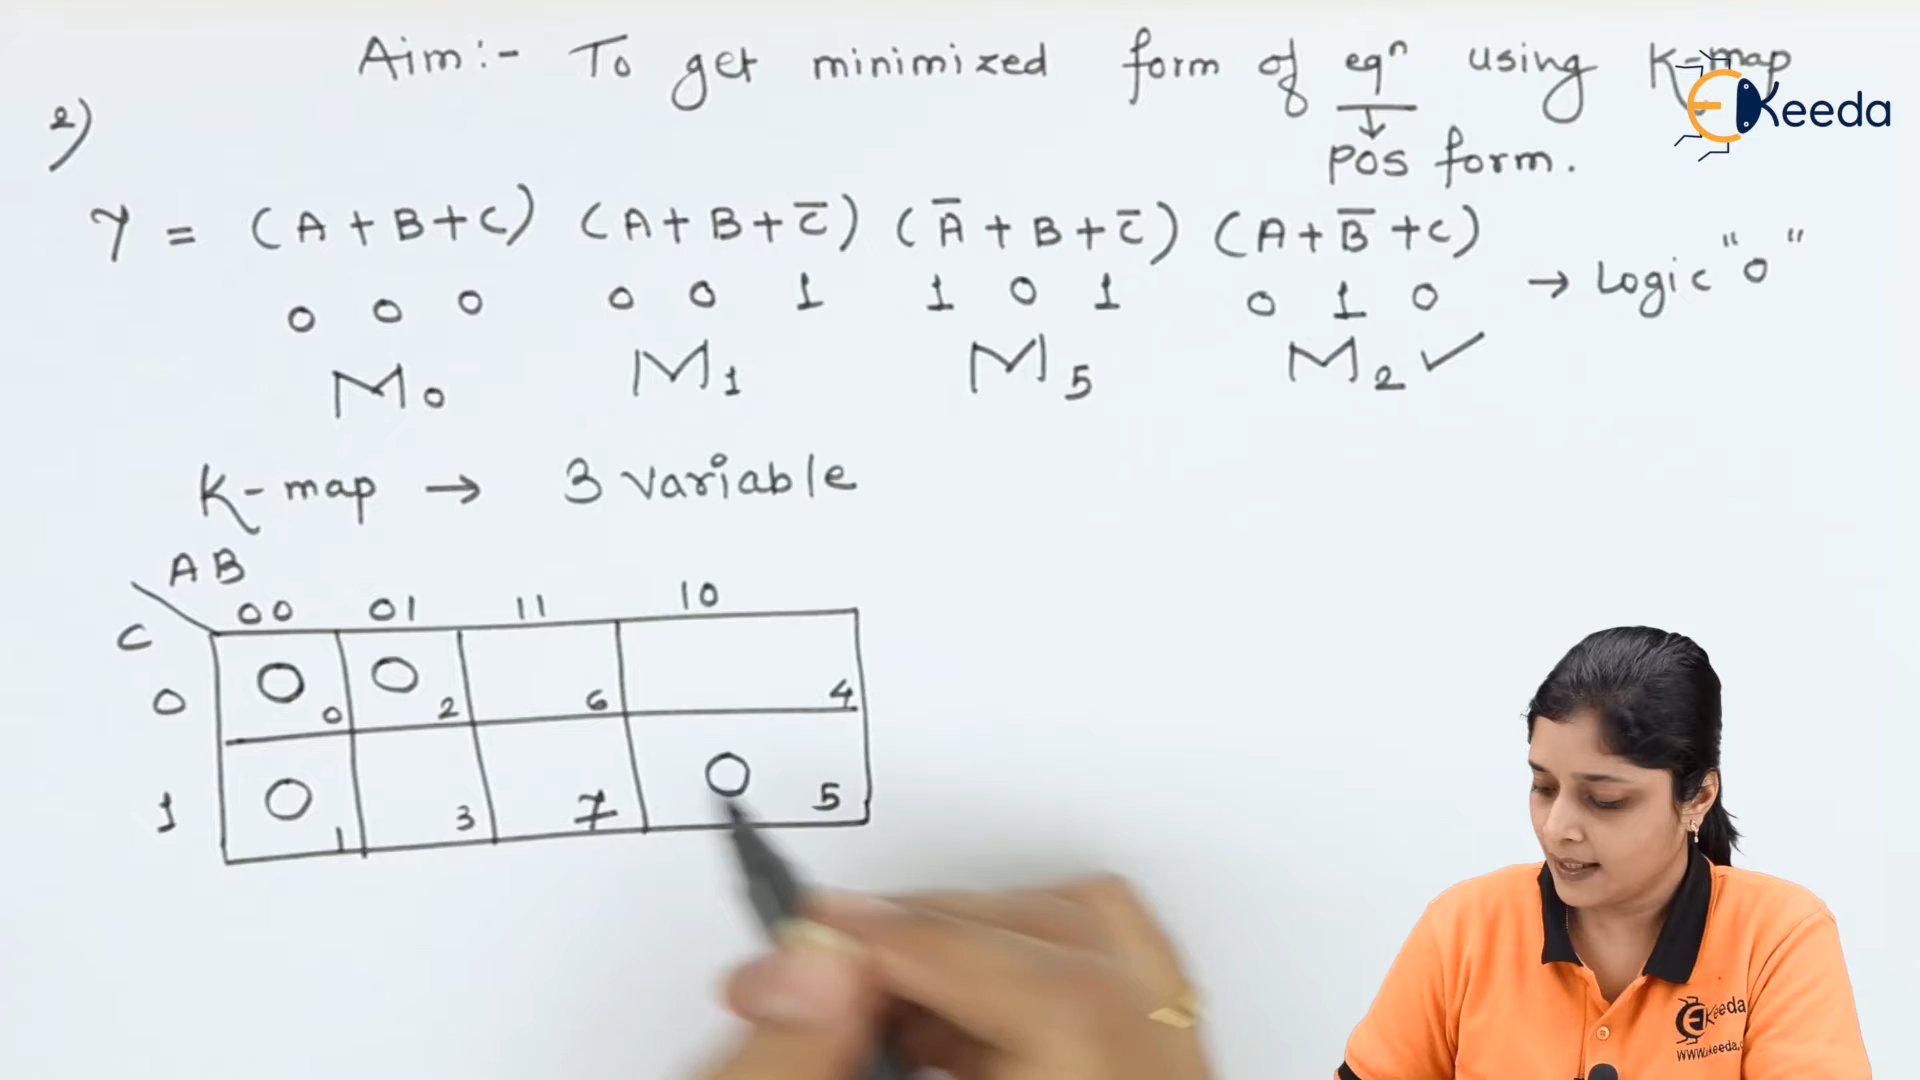 Aim:- To get minimized form of eqⁿ using K-map
Keeda
2)
↓
POS form.
Y = (A+B+C) (A+B+C̅) (A̅+B+C̅) (A+B̅+C)
0 0 0 0 0 1 1 0 1 0 1 0 → Logic "0"
M₀ M₁ M₅ M₂ ✓
K-map → 3 variable
AB
C 00 01 11 10
0 0 0 0 2 6 4
1 0 1 3 7 0 5
Keeda